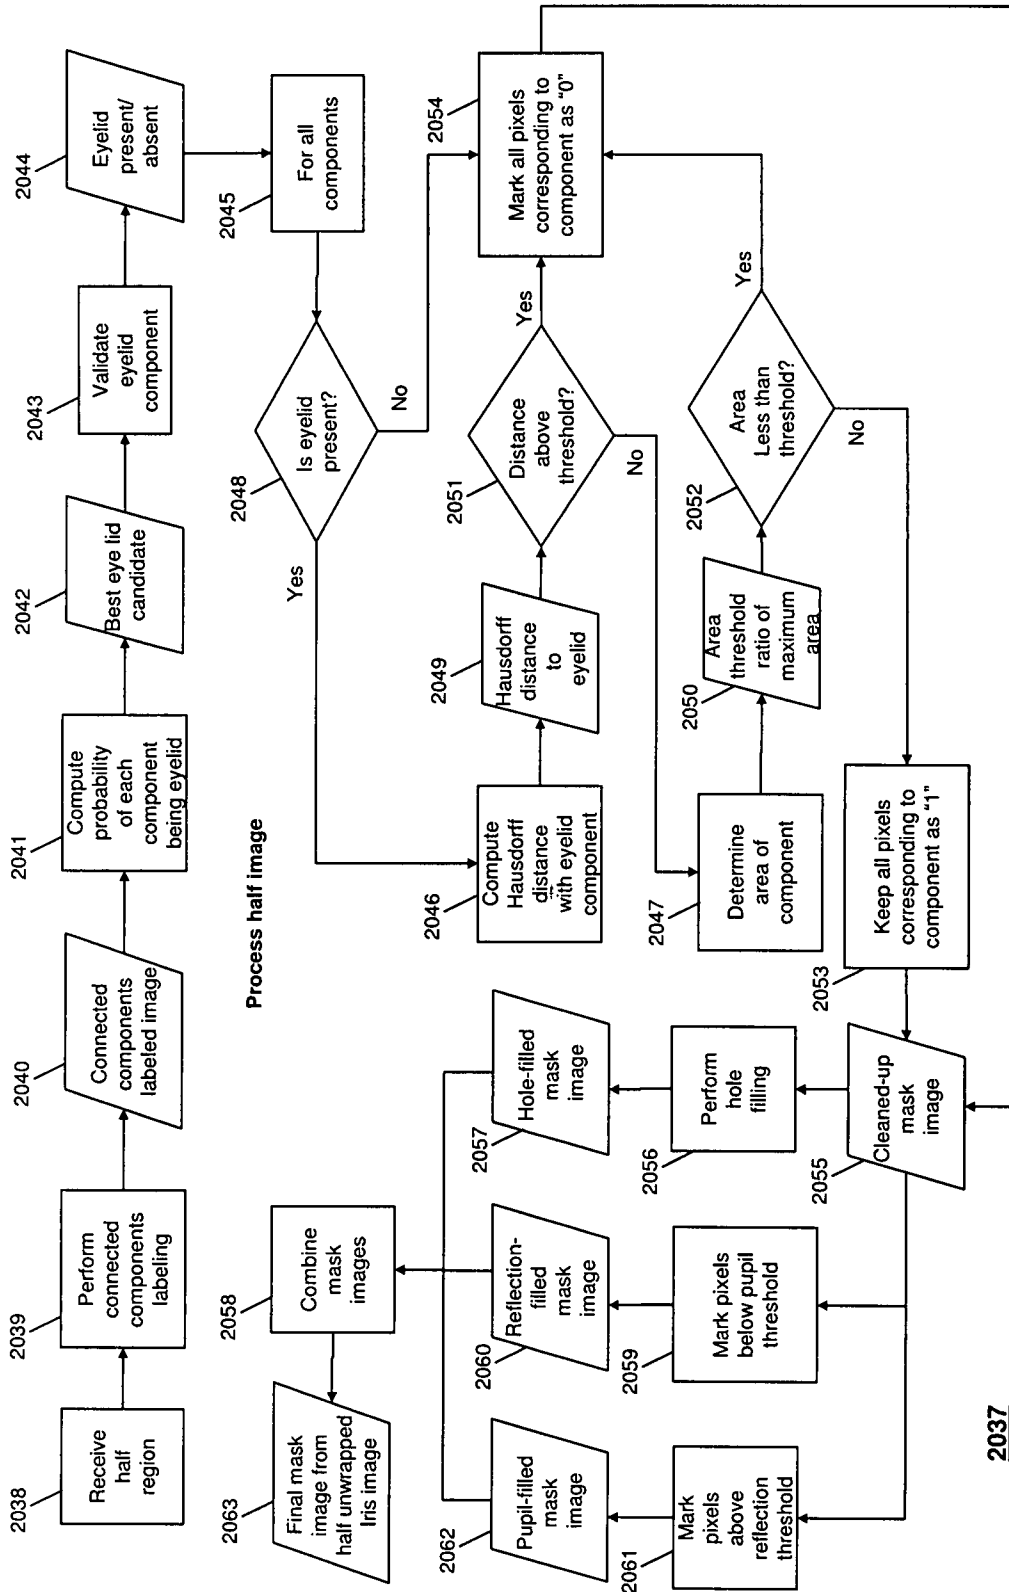 2038
Receive
half
region
2039
Perform
connected
components
labeling
2040
Connected
components
labeled image
2041
Compute
probability
of each
component
being eyelid
2042
Best eye lid
candidate
2043
Validate
eyelid
component
2044
Eyelid
present/
absent
2045
For all
components
Process half image
2048
Is eyelid
present?
Yes
No
2046
Compute
Hausdorff
distance
with eyelid
component
2049
Hausdorff
distance
to
eyelid
2051
Distance
above
threshold?
Yes
No
2054
Mark all pixels
corresponding to
component as "0"
2047
Determine
area of
component
2050
Area
threshold
ratio of
maximum
area
2052
Area
Less than
threshold?
Yes
No
2053
Keep all pixels
corresponding to
component as "1"
2055
Cleaned-up
mask
image
2056
Perform
hole
filling
2057
Hole-filled
mask
image
2058
Combine
mask
images
2059
Mark pixels
below pupil
threshold
2060
Reflection-
filled
mask
image
2061
Mark
pixels
above
reflection
threshold
2062
Pupil-filled
mask
image
2063
Final mask
image from
half unwrapped
Iris image
2037